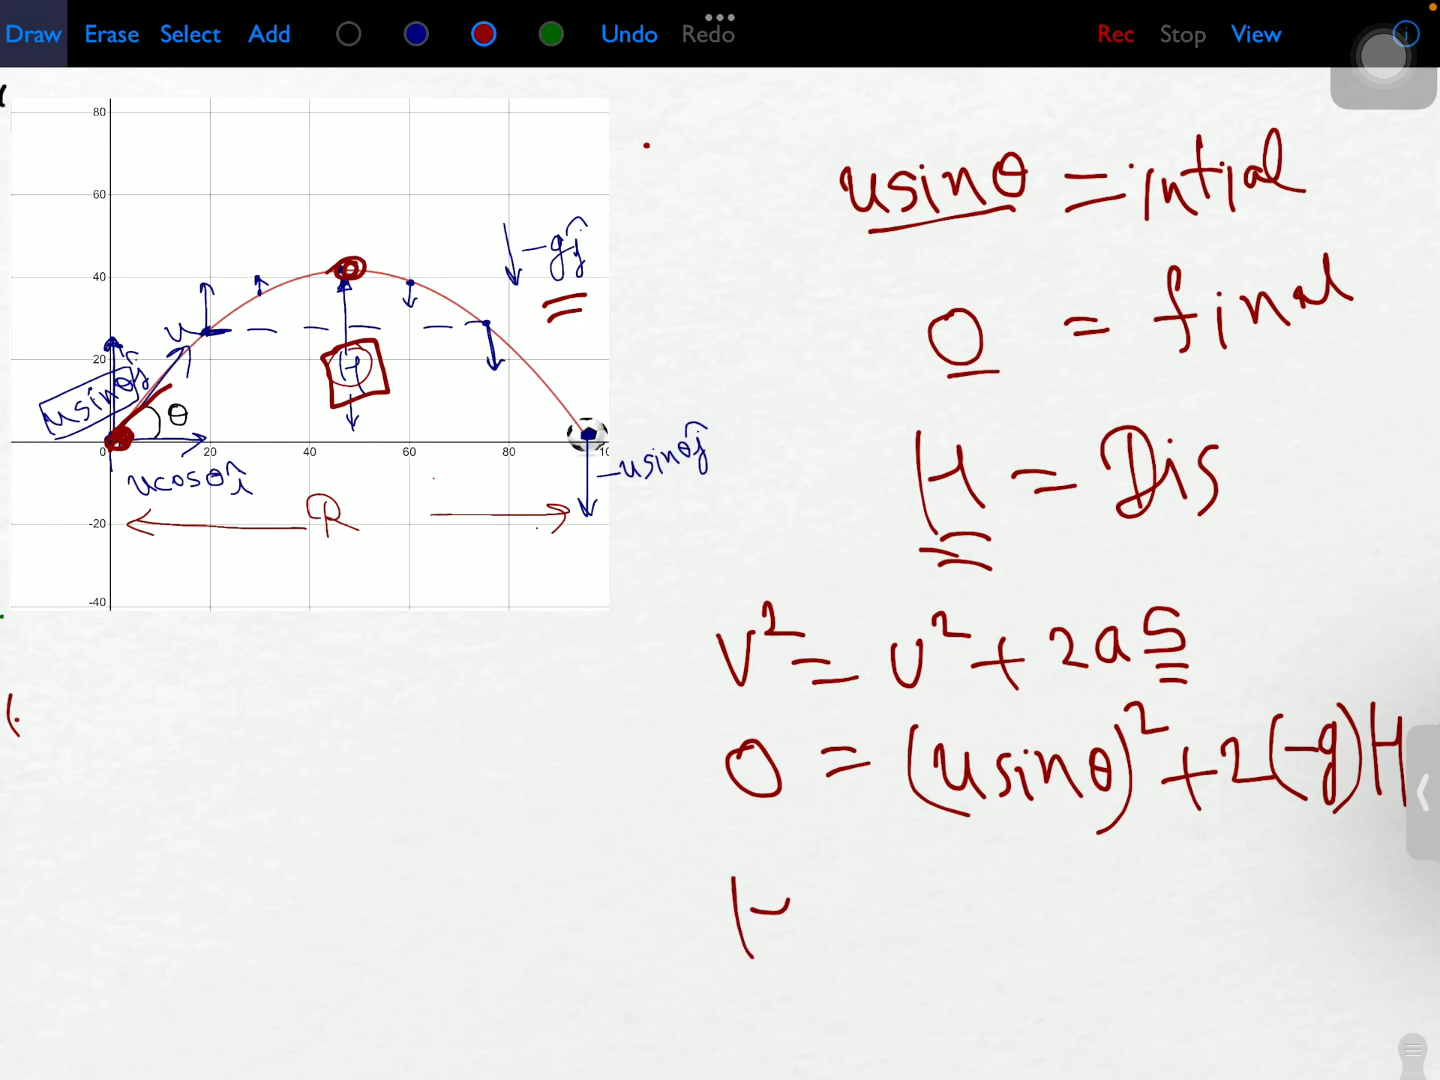 Draw Erase Select Add Undo Redo Rec Stop View
80
60
40
20
0 20 40 60 80
-20
-40
-gĵ
u
usinθĵ
θ
H
ucosθî
-usinθĵ
R
usinθ = intial
0 = final
H = Dis
v² = u² + 2as
0 = (usinθ)² + 2(-g)H